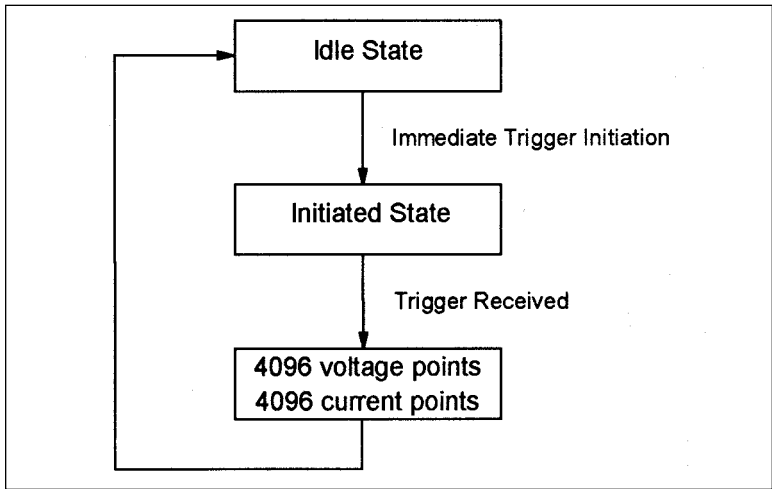 Idle State
Immediate Trigger Initiation
Initiated State
Trigger Received
4096 voltage points
4096 current points